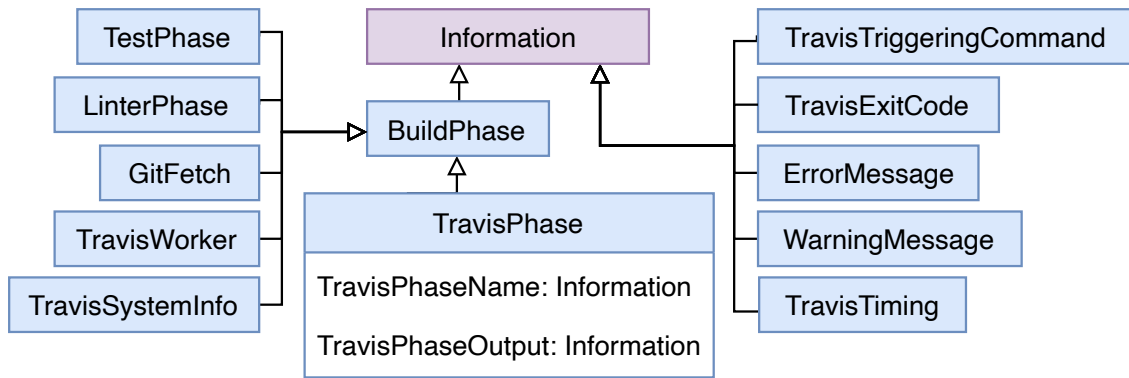 TestPhase
LinterPhase
GitFetch
TravisWorker
TravisSystemInfo
Information
BuildPhase
TravisPhase
TravisPhaseName: Information
TravisPhaseOutput: Information
TravisTriggeringCommand
TravisExitCode
ErrorMessage
WarningMessage
TravisTiming